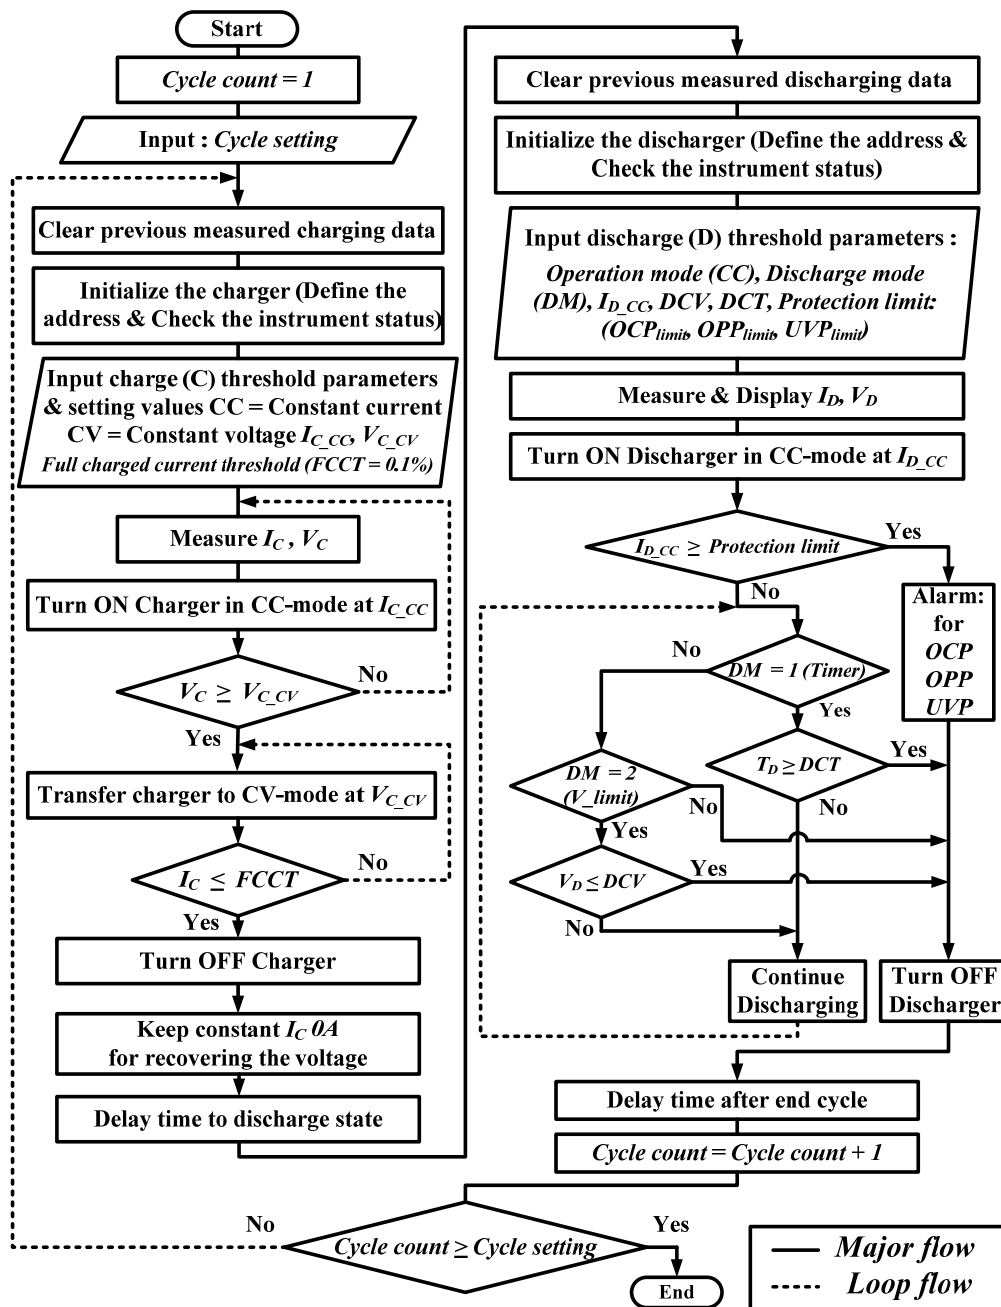 Start
Cycle count = 1
Input : Cycle setting
Clear previous measured charging data
Initialize the charger (Define the
address & Check the instrument status)
Input charge (C) threshold parameters
& setting values CC = Constant current
CV = Constant voltage I_C_CC, V_C_CV
Full charged current threshold (FCCT = 0.1%)
Measure I_C , V_C
Turn ON Charger in CC-mode at I_C_CC
V_C ≥ V_C_CV
No
Yes
Transfer charger to CV-mode at V_C_CV
I_C ≤ FCCT
No
Yes
Turn OFF Charger
Keep constant I_C 0A
for recovering the voltage
Delay time to discharge state
Clear previous measured discharging data
Initialize the discharger (Define the address &
Check the instrument status)
Input discharge (D) threshold parameters :
Operation mode (CC), Discharge mode
(DM), I_D_CC, DCV, DCT, Protection limit:
(OCP_limit, OPP_limit, UVP_limit)
Measure & Display I_D, V_D
Turn ON Discharger in CC-mode at I_D_CC
I_D_CC ≥ Protection limit
Yes
No
Alarm:
for
OCP
OPP
UVP
DM = 1 (Timer)
No
Yes
T_D ≥ DCT
Yes
No
DM = 2
(V_limit)
No
Yes
V_D ≤ DCV
Yes
No
Continue
Discharging
Turn OFF
Discharger
Delay time after end cycle
Cycle count = Cycle count + 1
Cycle count ≥ Cycle setting
No
Yes
End
Major flow
Loop flow